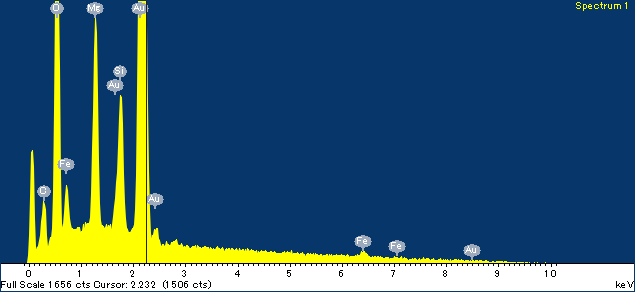 Spectrum 1
O Mg Au
Si
Au
Fe
Au
Fe Fe Au
0 1 2 3 4 5 6 7 8 9 10
Full Scale 1656 cts Cursor: 2.232 (1506 cts) keV